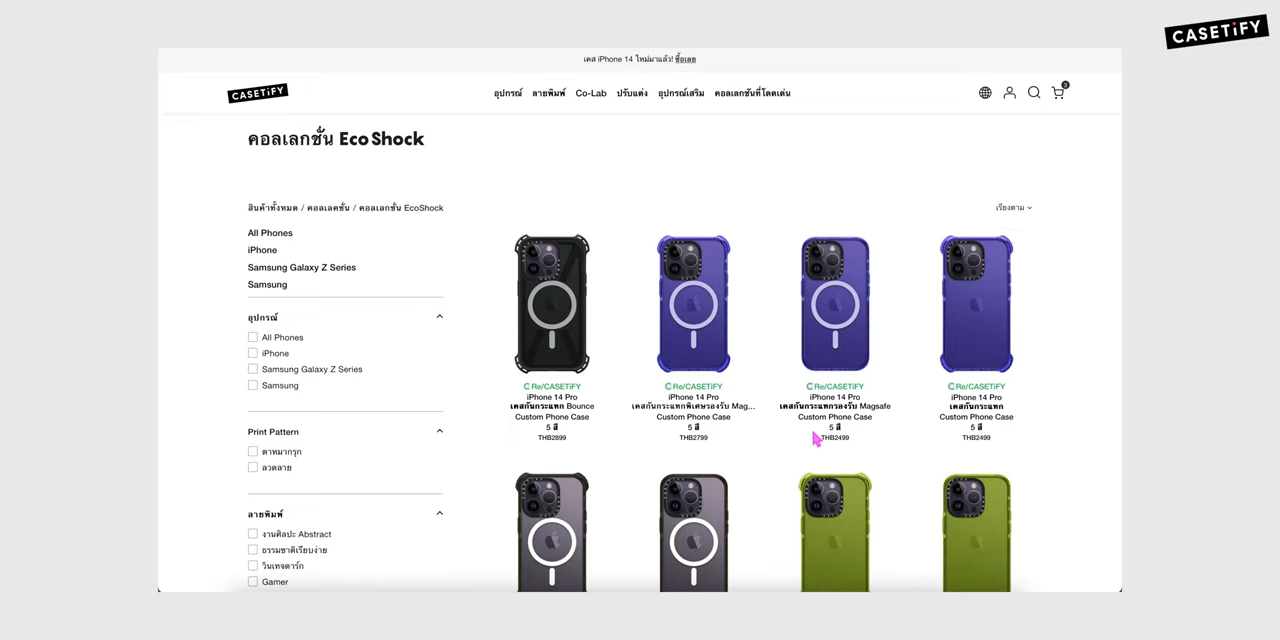 CASETiFY
เคส iPhone 14 ใหม่มาแล้ว! ซื้อเลย
CASETiFY
อุปกรณ์ ลายพิมพ์ Co-Lab ปรับแต่ง อุปกรณ์เสริม คอลเลกชันที่โดดเด่น
3
คอลเลกชั่น EcoShock
สินค้าทั้งหมด / คอลเลคชั่น / คอลเลกชั่น EcoShock
เรียงตาม
All Phones
iPhone
Samsung Galaxy Z Series
Samsung
อุปกรณ์
All Phones
iPhone
Samsung Galaxy Z Series
Samsung
Print Pattern
ตาหมากรุก
ลวดลาย
ลายพิมพ์
งานศิลปะ Abstract
ธรรมชาติเรียบง่าย
วินเทจดาร์ก
Gamer
Re/CASETiFY
iPhone 14 Pro
เคสกันกระแทก Bounce
Custom Phone Case
5 สี
THB2899
Re/CASETiFY
iPhone 14 Pro
เคสกันกระแทกพิเศษรองรับ Mag...
Custom Phone Case
5 สี
THB2799
Re/CASETiFY
iPhone 14 Pro
เคสกันกระแทกรองรับ Magsafe
Custom Phone Case
5 สี
THB2499
Re/CASETiFY
iPhone 14 Pro
เคสกันกระแทก
Custom Phone Case
5 สี
THB2499